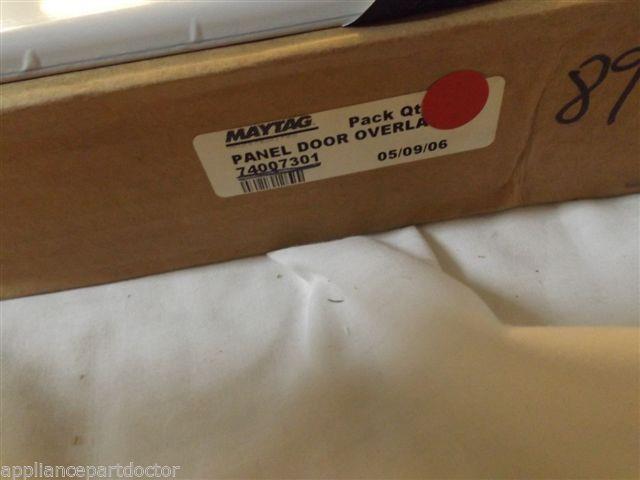 MAYTAG Pack Qt
PANEL DOOR OVERLA
74007301 05/09/06
89
appliancepartdoctor